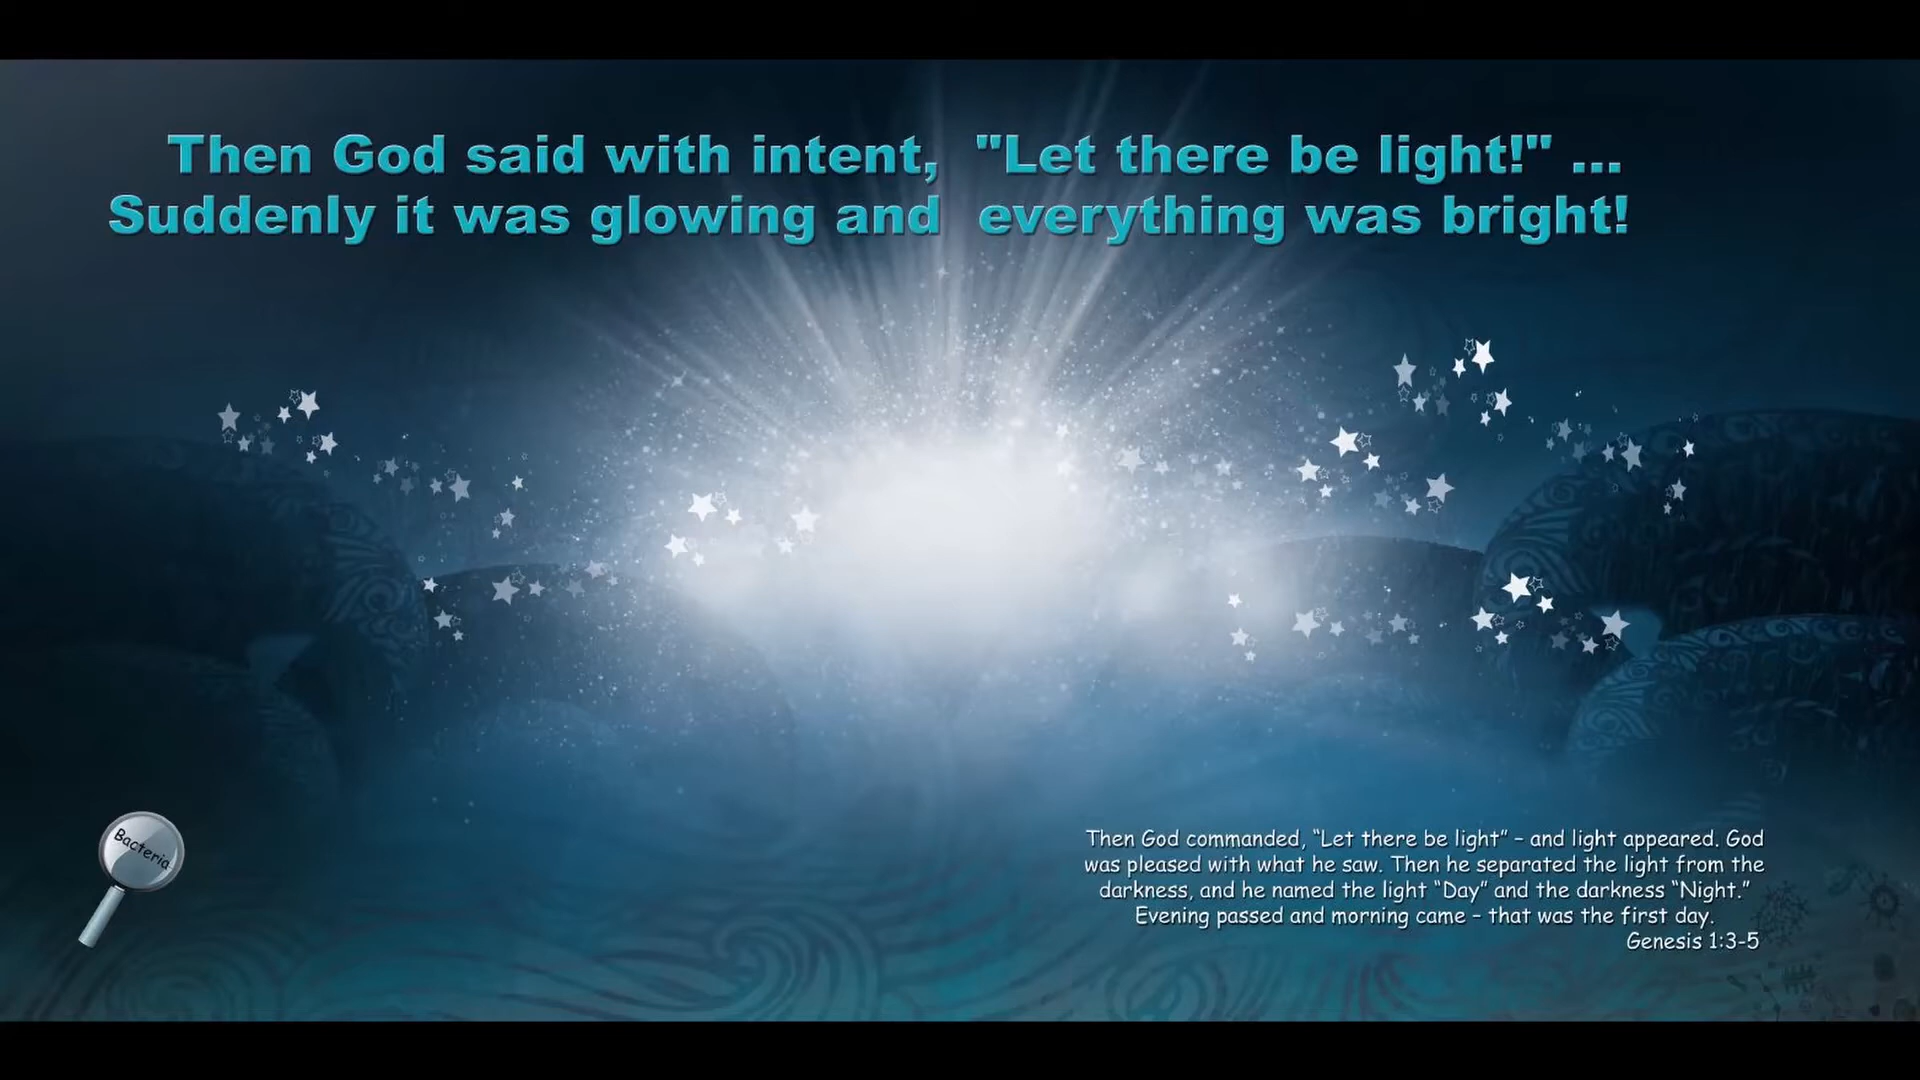 Then God said with intent, "Let there be light!" ...
Suddenly it was glowing and everything was bright!
Bacteria
Then God commanded, “Let there be light” – and light appeared. God
was pleased with what he saw. Then he separated the light from the
darkness, and he named the light “Day” and the darkness “Night.”
Evening passed and morning came – that was the first day.
Genesis 1:3-5